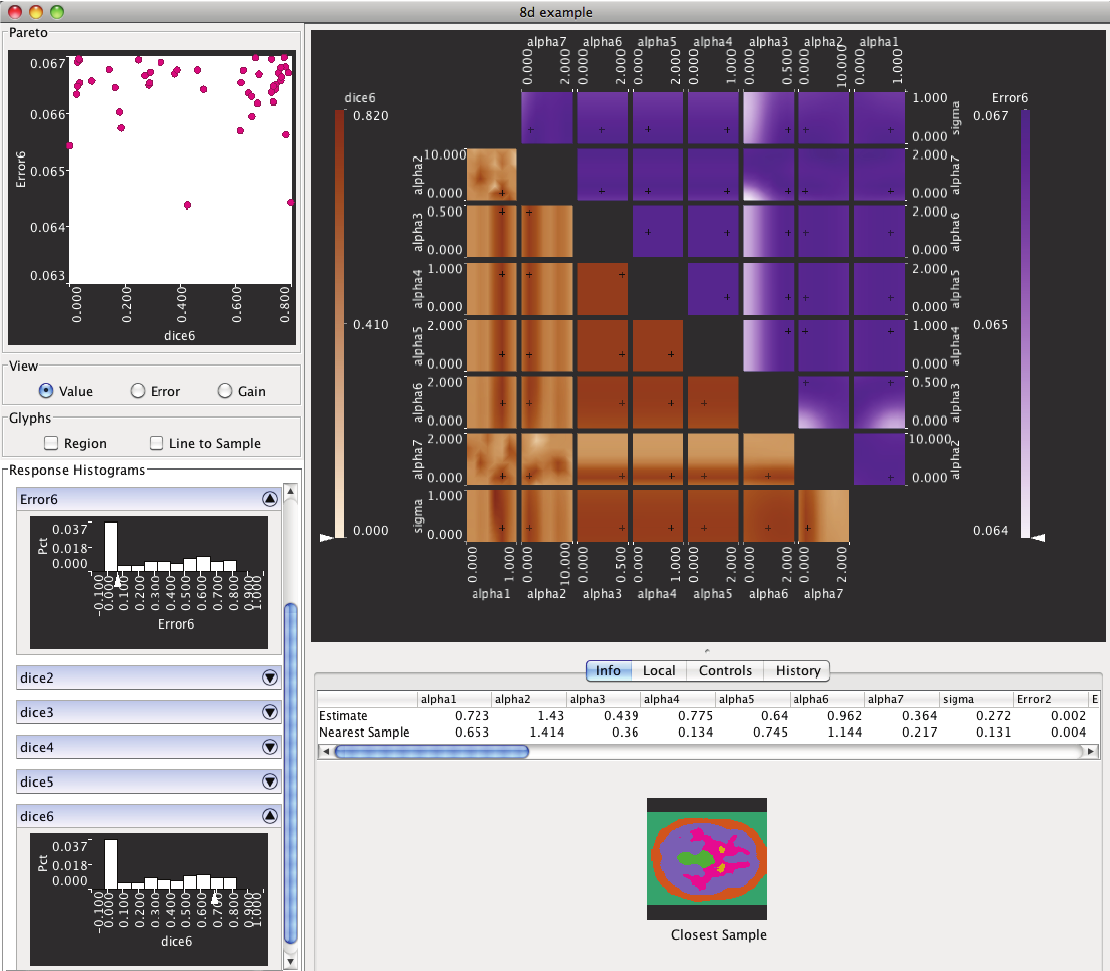 8d example
Pareto
0.067
0.066
0.065
0.064
0.063
Error6
0.000
0.200
0.400
0.600
0.800
dice6
View
Value
Error
Gain
Glyphs
Region
Line to Sample
Response Histograms
Error6
0.037
0.018
0.000
Pct
-0.100
0.000
0.100
0.200
0.300
0.400
0.500
0.600
0.700
0.800
0.900
1.000
Error6
dice2
dice3
dice4
dice5
dice6
0.037
0.018
0.000
Pct
-0.100
0.000
0.100
0.200
0.300
0.400
0.500
0.600
0.700
0.800
0.900
1.000
dice6
alpha7 alpha6 alpha5 alpha4 alpha3 alpha2 alpha1
0.000 2.000 0.000 2.000 0.000 2.000 0.000 1.000 0.000 0.500 0.000 10.000 0.000 1.000
dice6
0.820
0.410
0.000
Error6
0.067
0.065
0.064
1.000
0.000
sigma
alpha2
10.000
0.000
2.000
0.000
alpha7
alpha3
0.500
0.000
2.000
0.000
alpha6
alpha4
1.000
0.000
2.000
0.000
alpha5
alpha5
2.000
0.000
1.000
0.000
alpha4
alpha6
2.000
0.000
0.500
0.000
alpha3
alpha7
2.000
0.000
10.000
0.000
alpha2
sigma
1.000
0.000
0.000 1.000 0.000 10.000 0.000 0.500 0.000 1.000 0.000 2.000 0.000 2.000 0.000 2.000
alpha1 alpha2 alpha3 alpha4 alpha5 alpha6 alpha7
Info Local Controls History
alpha1 alpha2 alpha3 alpha4 alpha5 alpha6 alpha7 sigma Error2 E
Estimate 0.723 1.43 0.439 0.775 0.64 0.962 0.364 0.272 0.002
Nearest Sample 0.653 1.414 0.36 0.134 0.745 1.144 0.217 0.131 0.004
Closest Sample